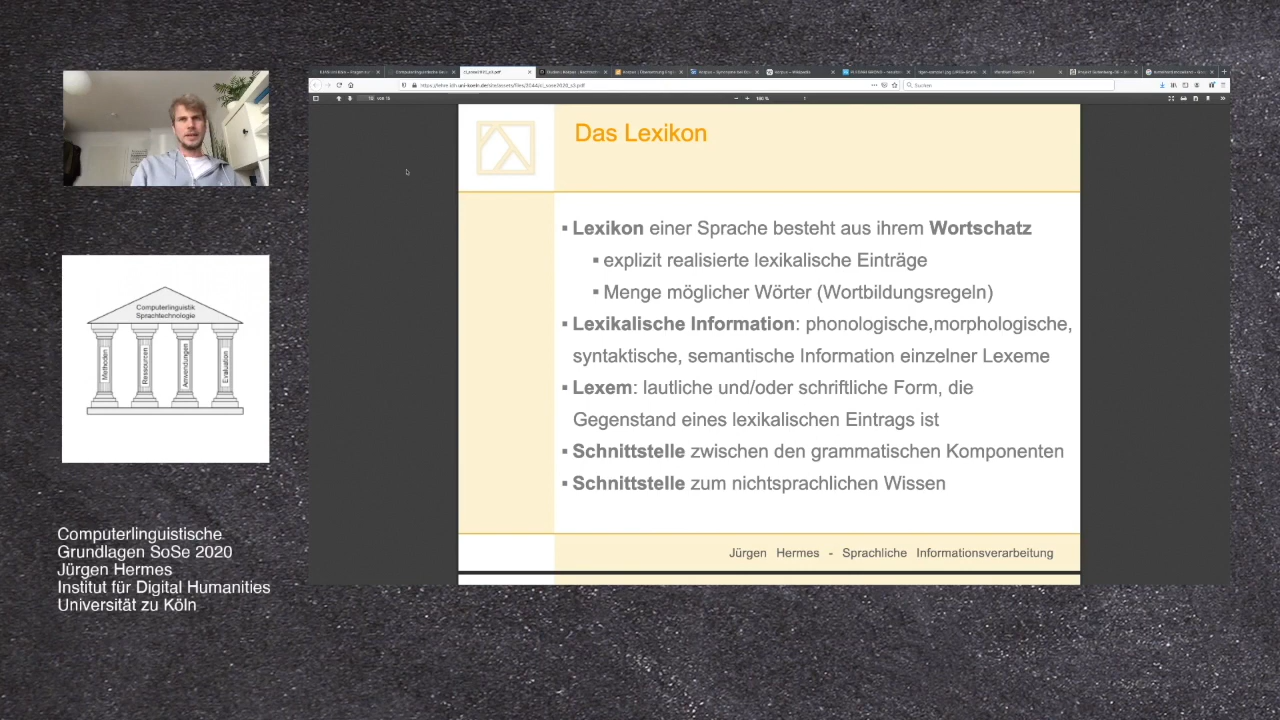 Das Lexikon
▪ Lexikon einer Sprache besteht aus ihrem Wortschatz
▪ explizit realisierte lexikalische Einträge
▪ Menge möglicher Wörter (Wortbildungsregeln)
▪ Lexikalische Information: phonologische,morphologische,
syntaktische, semantische Information einzelner Lexeme
▪ Lexem: lautliche und/oder schriftliche Form, die
Gegenstand eines lexikalischen Eintrags ist
▪ Schnittstelle zwischen den grammatischen Komponenten
▪ Schnittstelle zum nichtsprachlichen Wissen
Jürgen Hermes - Sprachliche Informationsverarbeitung
Computerlinguistik
Sprachtechnologie
Methoden
Ressourcen
Anwendungen
Evaluation
Computerlinguistische
Grundlagen SoSe 2020
Jürgen Hermes
Institut für Digital Humanities
Universität zu Köln